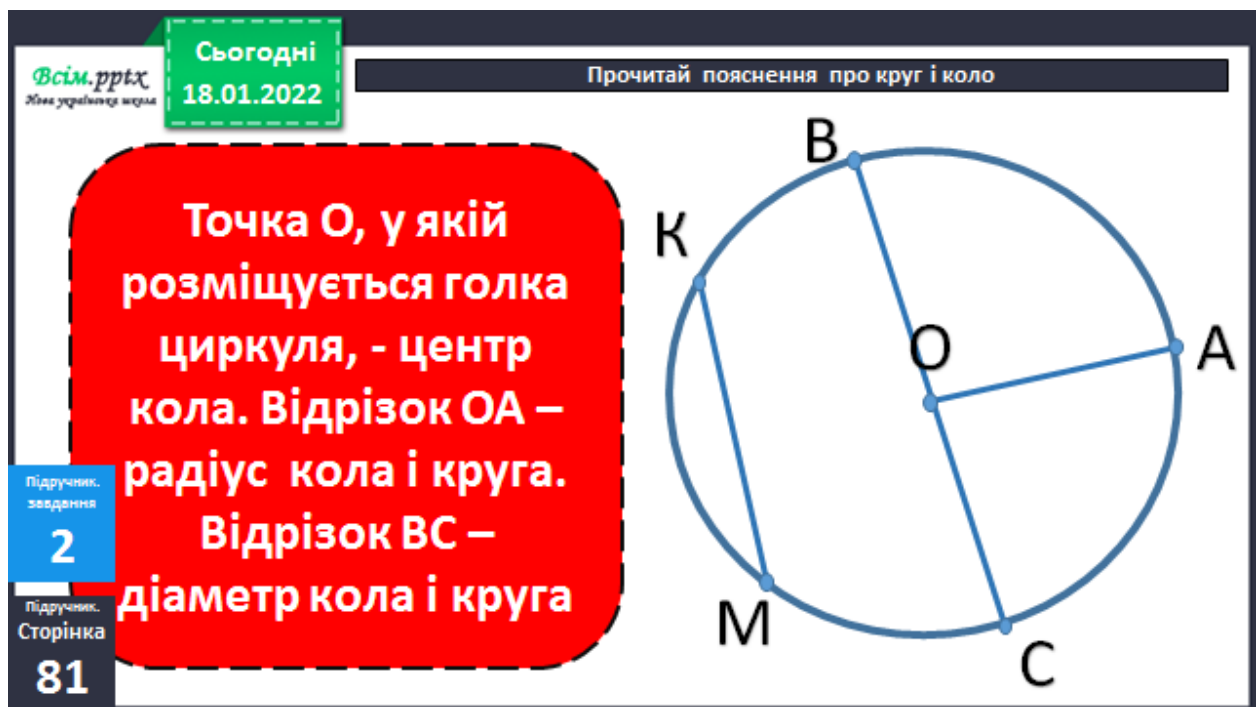 Сьогодні
18.01.2022
Всім.pptx
Нова українська школа
Прочитай пояснення про круг і коло
Точка О, у якій
розміщується голка
циркуля, - центр
кола. Відрізок ОА –
радіус кола і круга.
Відрізок ВС –
діаметр кола і круга
Підручник.
завдання
2
Підручник.
Сторінка
81
В
К
О
А
М
С